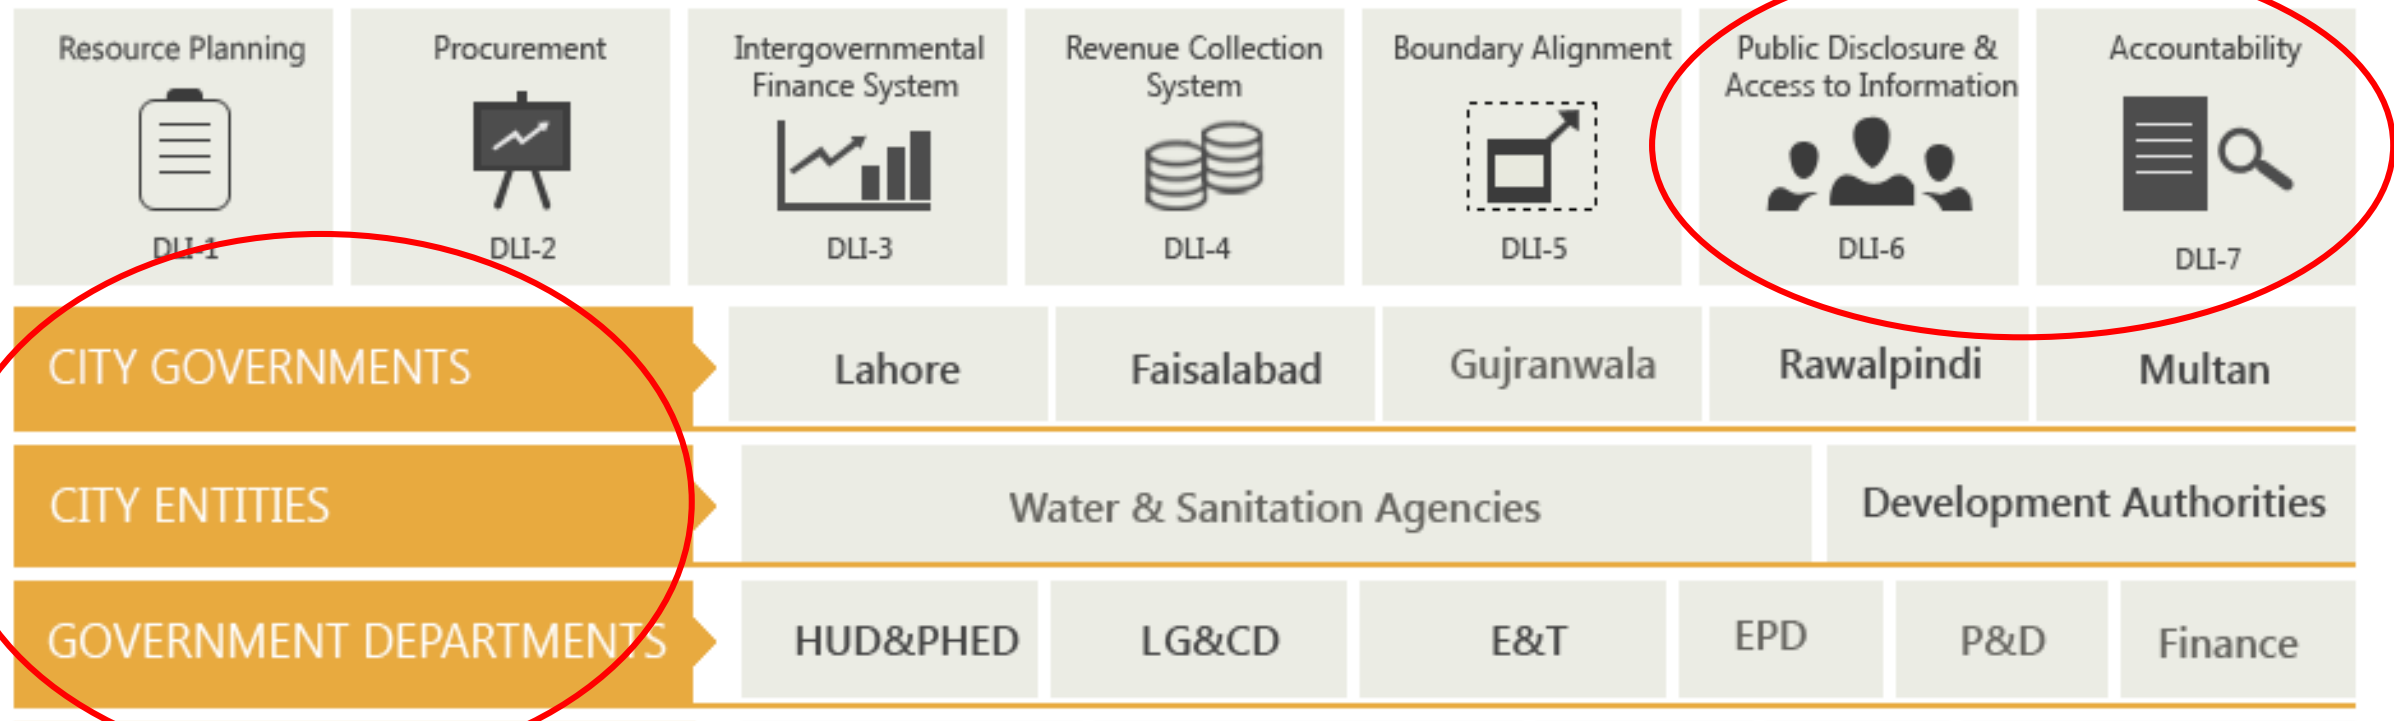 Resource Planning
DLI-1
Procurement
DLI-2
Intergovernmental
Finance System
DLI-3
Revenue Collection
System
DLI-4
Boundary Alignment
DLI-5
Public Disclosure &
Access to Information
DLI-6
Accountability
DLI-7
CITY GOVERNMENTS
Lahore
Faisalabad
Gujranwala
Rawalpindi
Multan
CITY ENTITIES
Water & Sanitation Agencies
Development Authorities
GOVERNMENT DEPARTMENTS
HUD&PHED
LG&CD
E&T
EPD
P&D
Finance